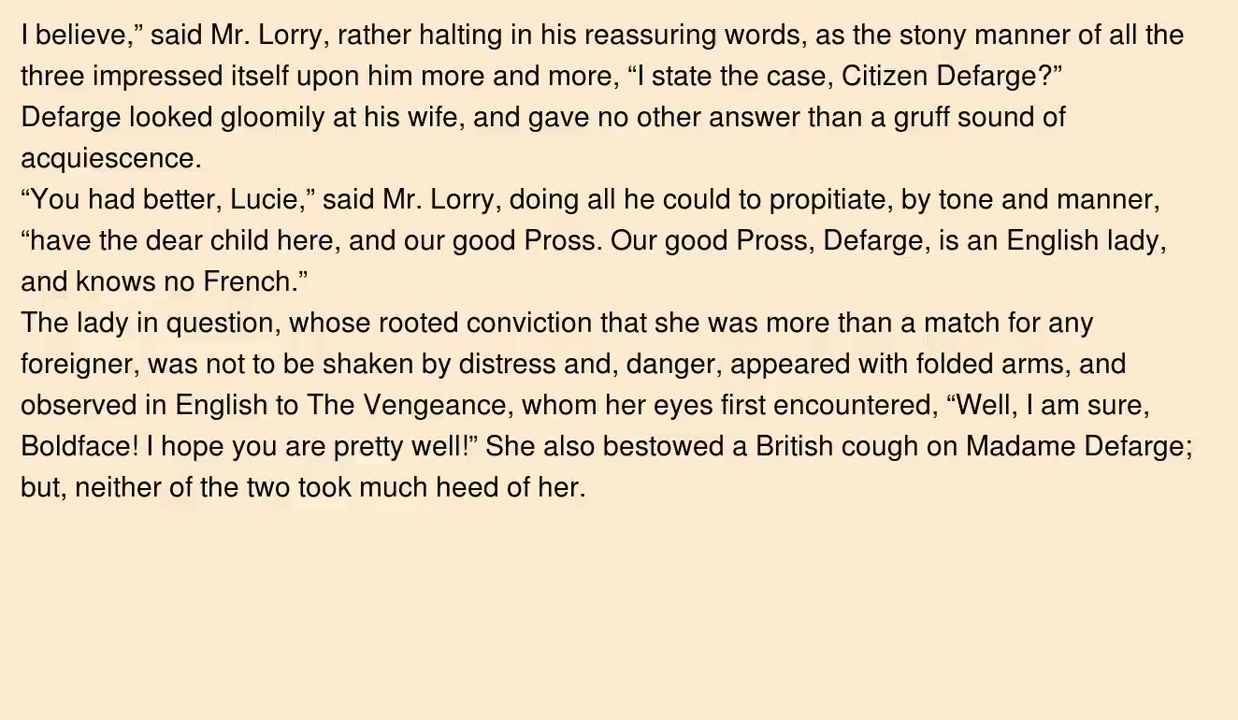 I believe,” said Mr. Lorry, rather halting in his reassuring words, as the stony manner of all the
three impressed itself upon him more and more, “I state the case, Citizen Defarge?”
Defarge looked gloomily at his wife, and gave no other answer than a gruff sound of
acquiescence.
“You had better, Lucie,” said Mr. Lorry, doing all he could to propitiate, by tone and manner,
“have the dear child here, and our good Pross. Our good Pross, Defarge, is an English lady,
and knows no French.”
The lady in question, whose rooted conviction that she was more than a match for any
foreigner, was not to be shaken by distress and, danger, appeared with folded arms, and
observed in English to The Vengeance, whom her eyes first encountered, “Well, I am sure,
Boldface! I hope you are pretty well!” She also bestowed a British cough on Madame Defarge;
but, neither of the two took much heed of her.